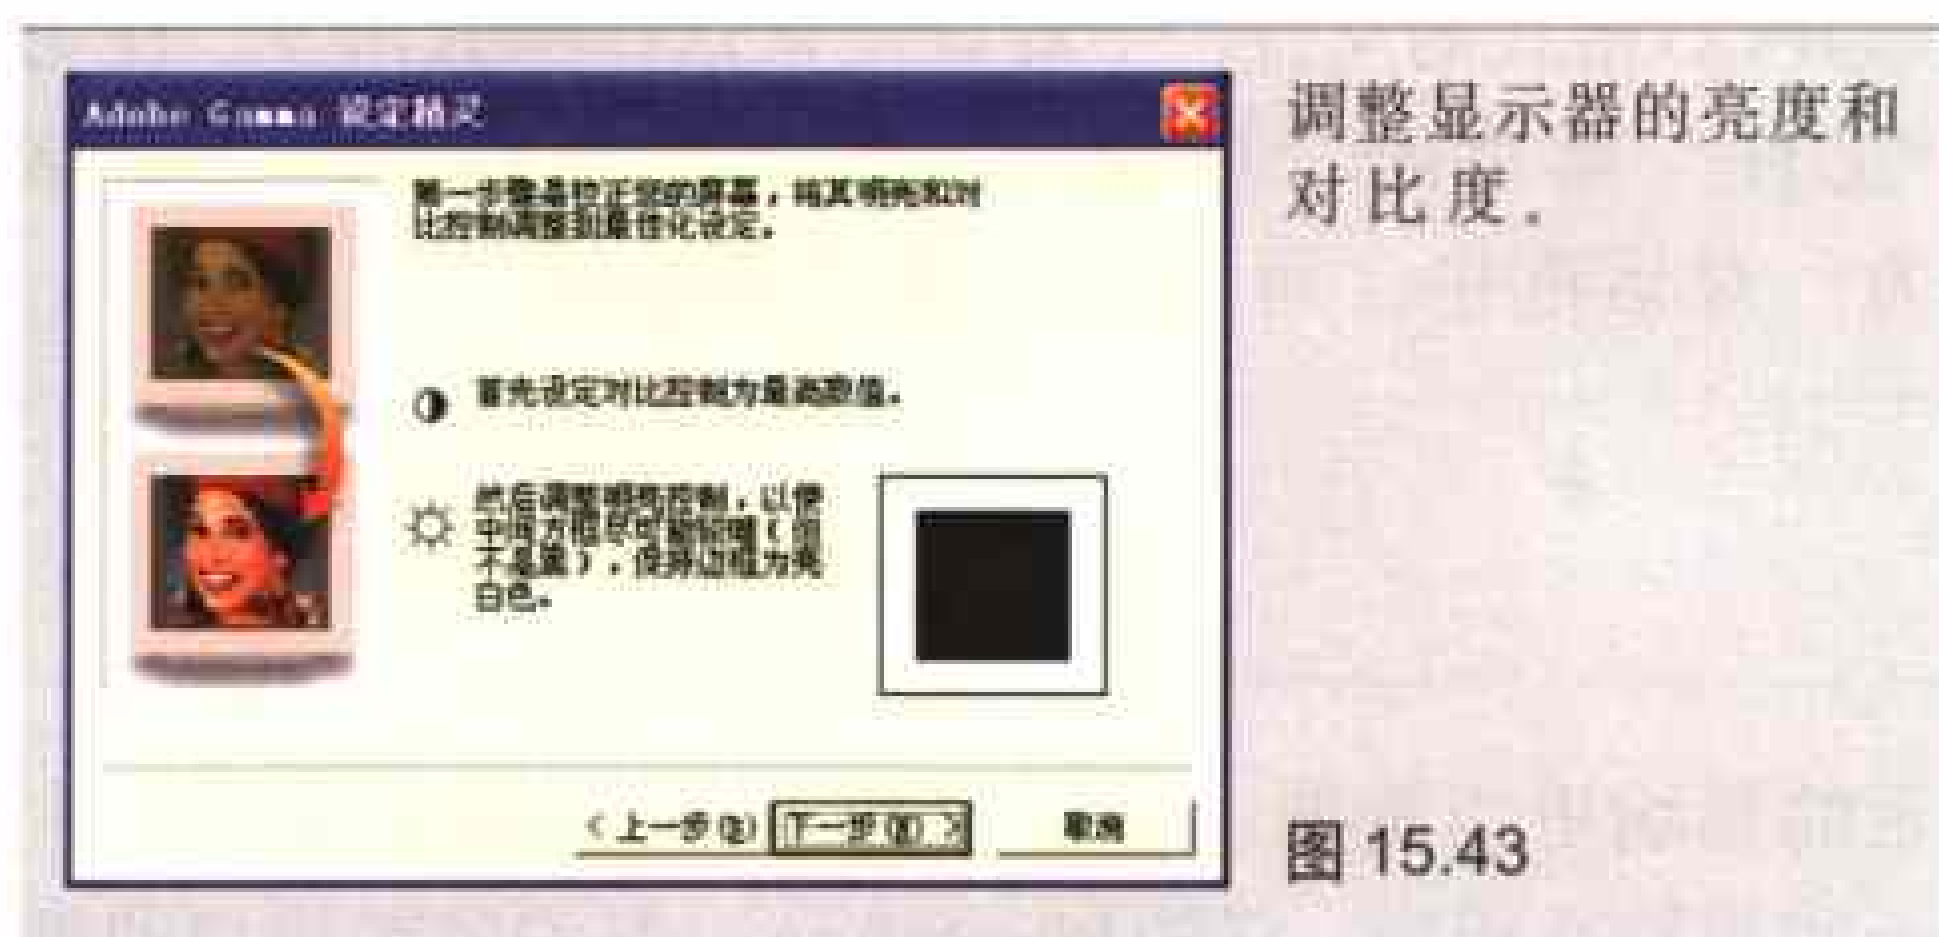 Adobe Gamma 设定精灵
第一步骤是校正您的屏幕，将其明亮和对
比控制调整到最佳化设定。
首先设定对比控制为最高数值。
然后调整明亮控制，以使
中间方框尽可能的暗（但
不是黑），保持边框为亮
白色。
< 上一步(B)
下一步(N) >
取消
调整显示器的亮度和
对比度。
图 15.43